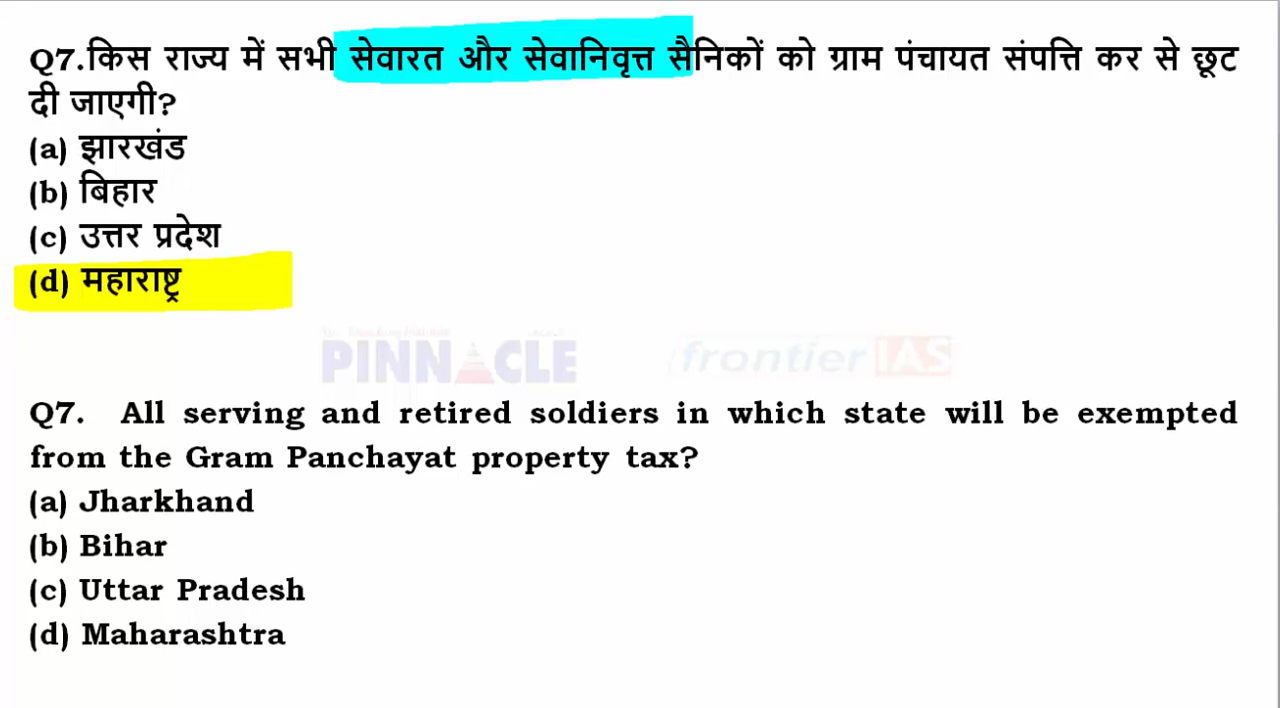 Q7.किस राज्य में सभी सेवारत और सेवानिवृत्त सैनिकों को ग्राम पंचायत संपत्ति कर से छूट
दी जाएगी?
(a) झारखंड
(b) बिहार
(c) उत्तर प्रदेश
(d) महाराष्ट्र
PINNACLE frontier IAS
Q7. All serving and retired soldiers in which state will be exempted
from the Gram Panchayat property tax?
(a) Jharkhand
(b) Bihar
(c) Uttar Pradesh
(d) Maharashtra